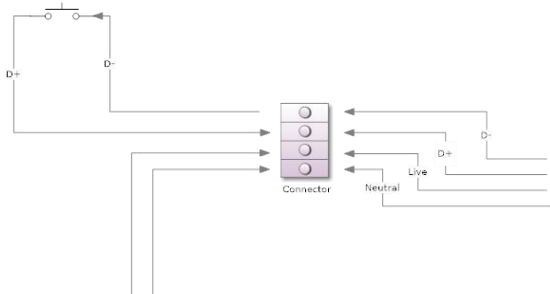 D+
D-
D-
D+
Live
Neutral
Connector